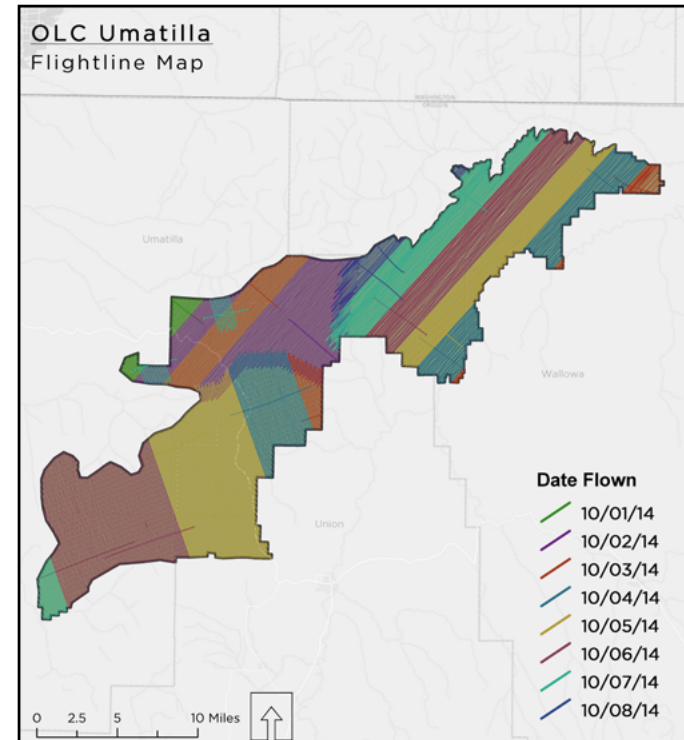 OLC Umatilla
Flightline Map
WASHINGTON
OREGON
Umatilla
Wallowa
Union
Date Flown
10/01/14
10/02/14
10/03/14
10/04/14
10/05/14
10/06/14
10/07/14
10/08/14
0 2.5 5 10 Miles